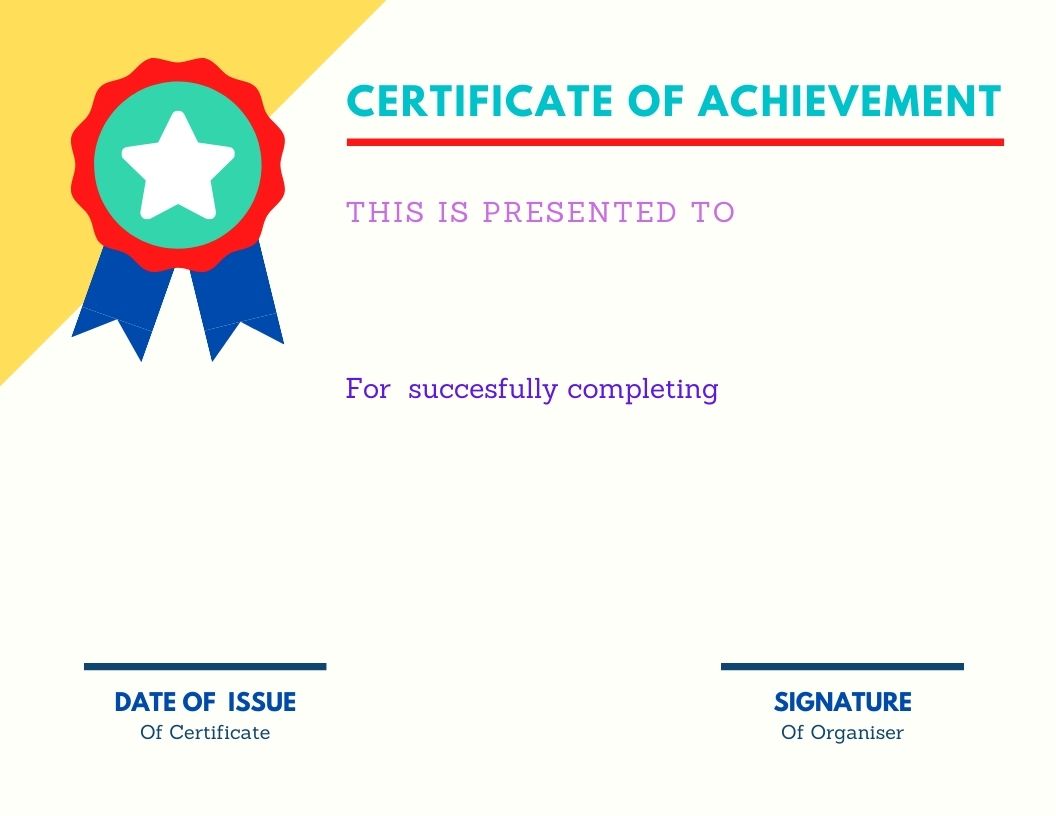 CERTIFICATE OF ACHIEVEMENT
THIS IS PRESENTED TO
For  succesfully completing
DATE OF  ISSUE
Of Certificate
SIGNATURE
Of Organiser